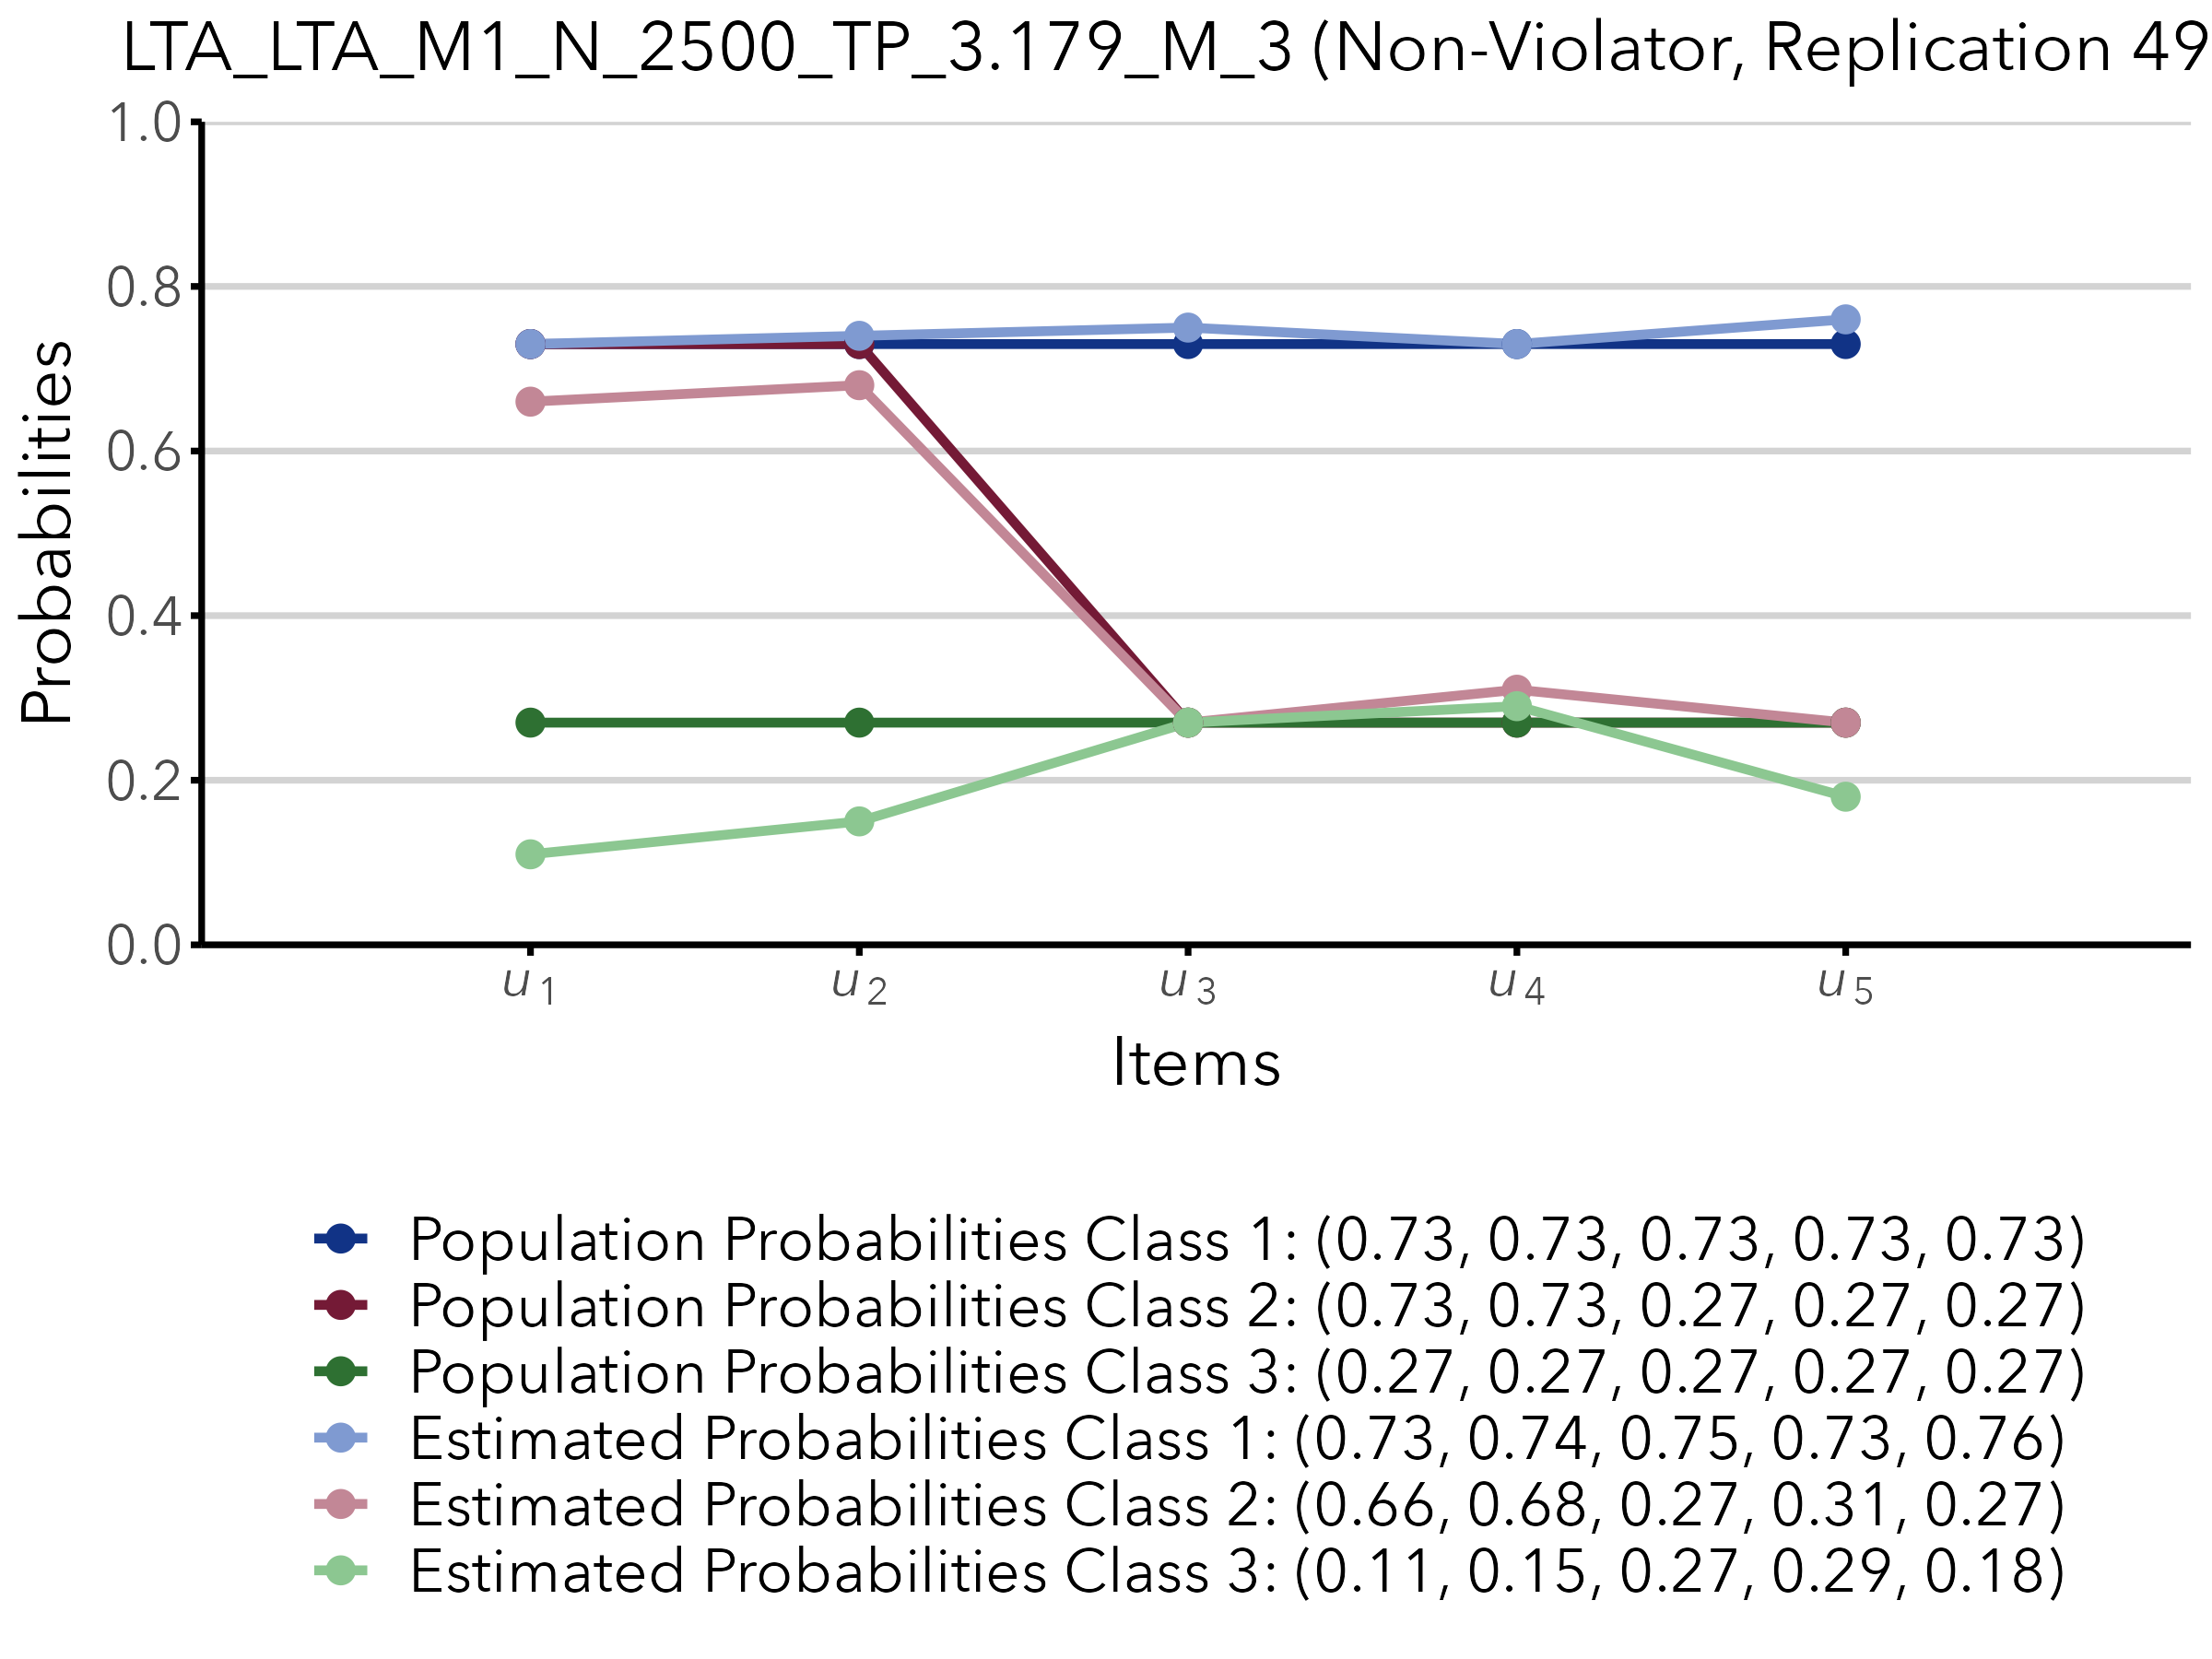 LTA_LTA_M1_N_2500_TP_3.179_M_3 (Non-Violator, Replication 49
1.0
0.8
0.6
0.4
0.2
0.0
Probabilities
u1
u2
u3
u4
u5
Items
Population Probabilities Class 1: (0.73, 0.73, 0.73, 0.73, 0.73)
Population Probabilities Class 2: (0.73, 0.73, 0.27, 0.27, 0.27)
Population Probabilities Class 3: (0.27, 0.27, 0.27, 0.27, 0.27)
Estimated Probabilities Class 1: (0.73, 0.74, 0.75, 0.73, 0.76)
Estimated Probabilities Class 2: (0.66, 0.68, 0.27, 0.31, 0.27)
Estimated Probabilities Class 3: (0.11, 0.15, 0.27, 0.29, 0.18)